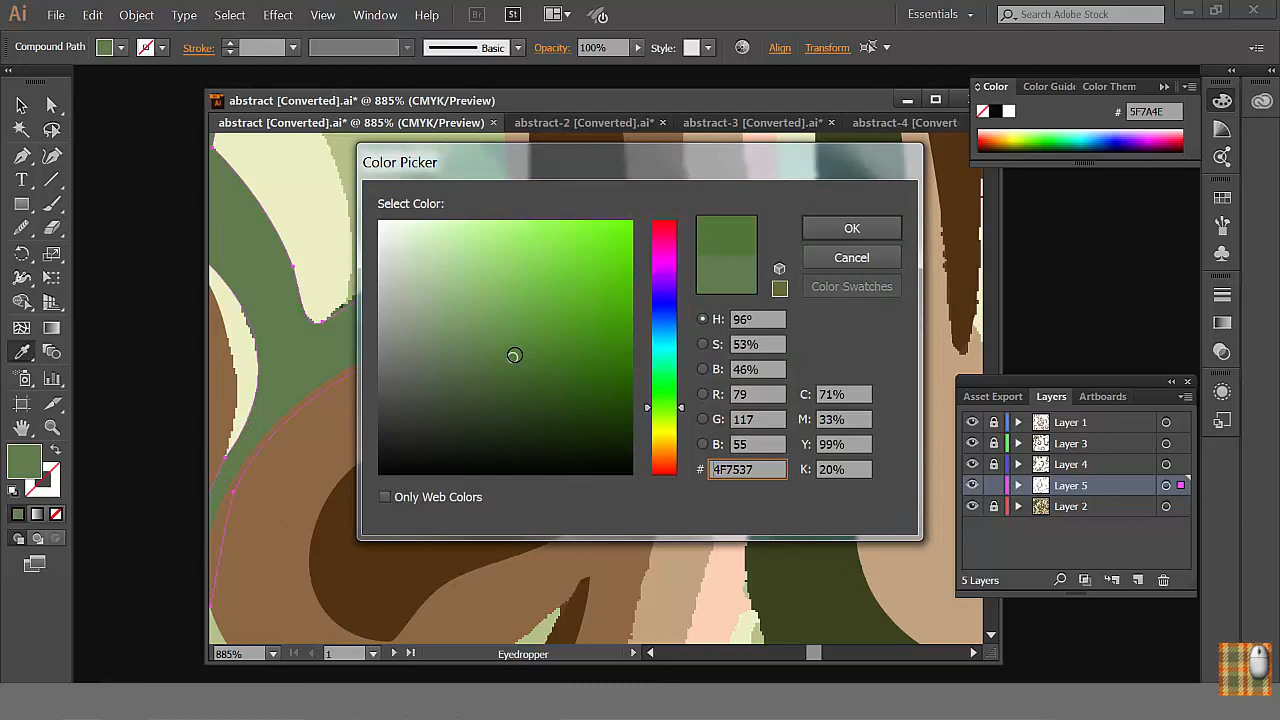 Ai File Edit Object Type Select Effect View Window Help Br St Essentials Search Adobe Stock
Compound Path Stroke: Basic Opacity: 100% Style: Align Transform
abstract [Converted].ai* @ 885% (CMYK/Preview)
abstract [Converted].ai* @ 885% (CMYK/Preview) × abstract-2 [Converted].ai* × abstract-3 [Converted].ai* × abstract-4 [Convert
Color Color Guide Color Them
# 5F7A4E
Color Picker
Select Color:
OK
Cancel
Color Swatches
H: 96º
S: 53%
B: 46%
R: 79 C: 71%
G: 117 M: 33%
B: 55 Y: 99%
# 4F7537 K: 20%
Only Web Colors
Asset Export Layers Artboards
Layer 1
Layer 3
Layer 4
Layer 5
Layer 2
5 Layers
885% 1 Eyedropper